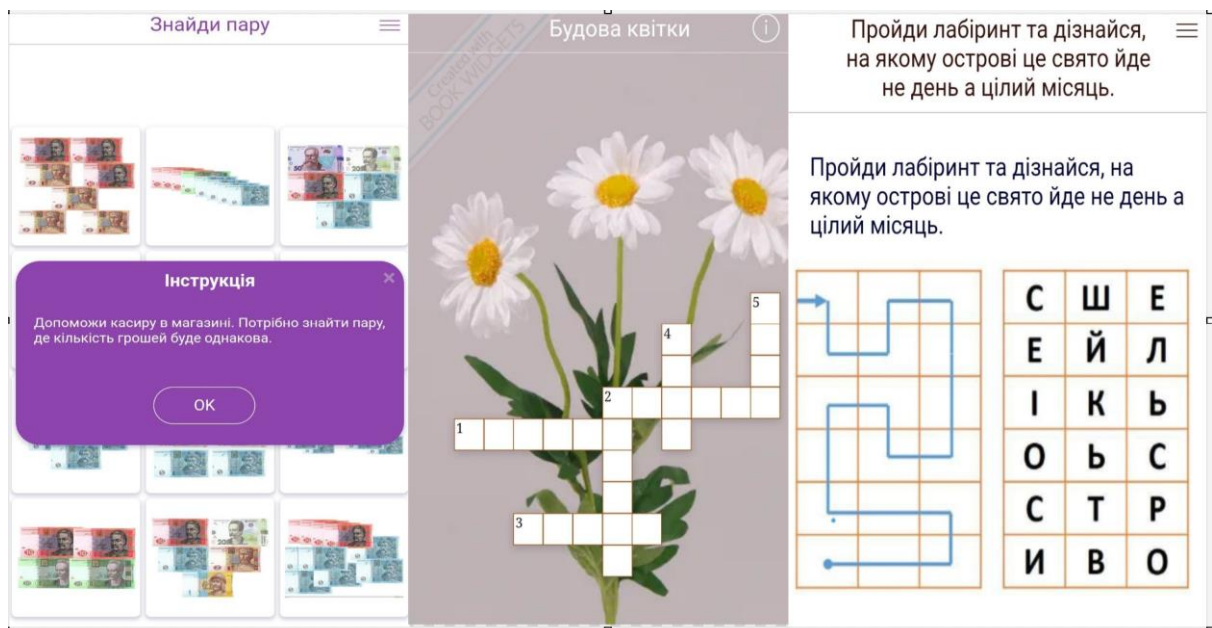 Знайди пару
Інструкція
Допоможи касиру в магазині. Потрібно знайти пару,
де кількість грошей буде однакова.
OK
Created with
BOOK WIDGETS
Будова квітки
i
5
4
2
1
3
Пройди лабіринт та дізнайся,
на якому острові це свято йде
не день а цілий місяць.
Пройди лабіринт та дізнайся, на
якому острові це свято йде не день а
цілий місяць.
С Ш Е
Е Й Л
І К Ь
О Ь С
С Т Р
И В О